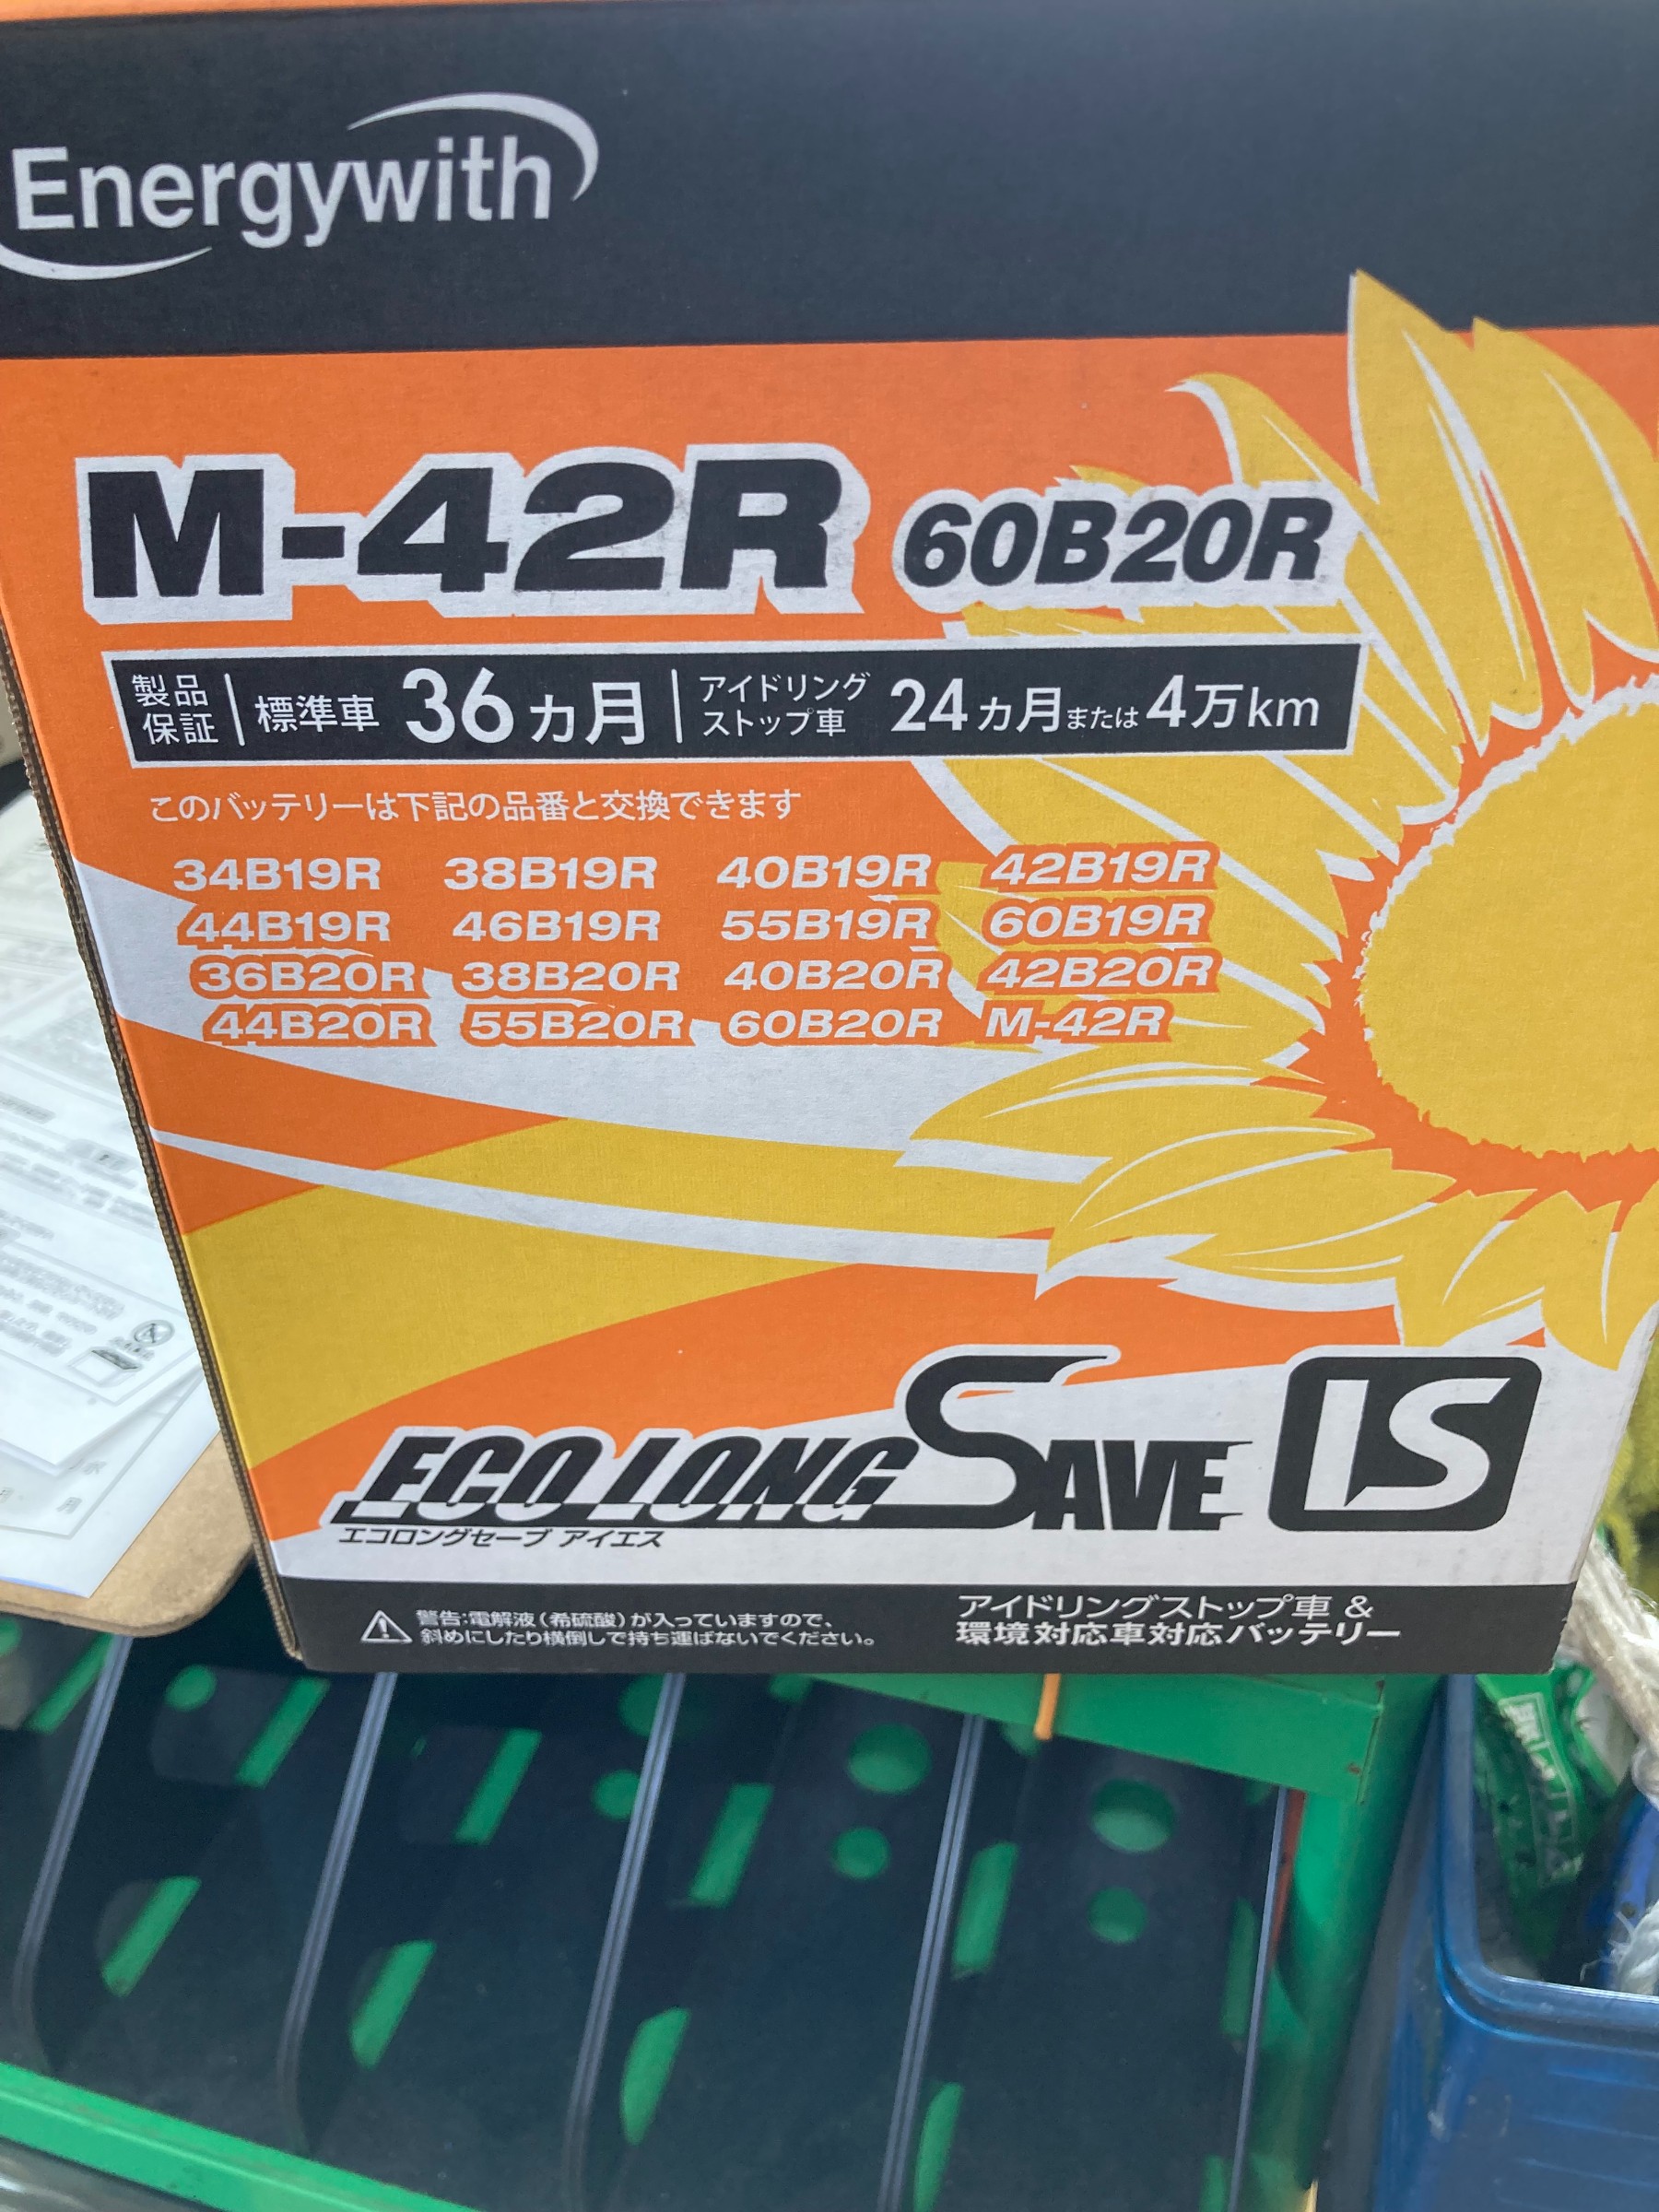 Energywith
M-42R 60B20R
製品保証 標準車 36ヵ月 アイドリングストップ車 24ヵ月または4万km
このバッテリーは下記の品番と交換できます
34B19R 38B19R 40B19R 42B19R
44B19R 46B19R 55B19R 60B19R
36B20R 38B20R 40B20R 42B20R
44B20R 55B20R 60B20R M-42R
ECO LONG SAVE IS
エコロングセーブ アイエス
警告:電解液(希硫酸)が入っていますので、
斜めにしたり横倒しで持ち運ばないでください。
アイドリングストップ車 &
環境対応車対応バッテリー